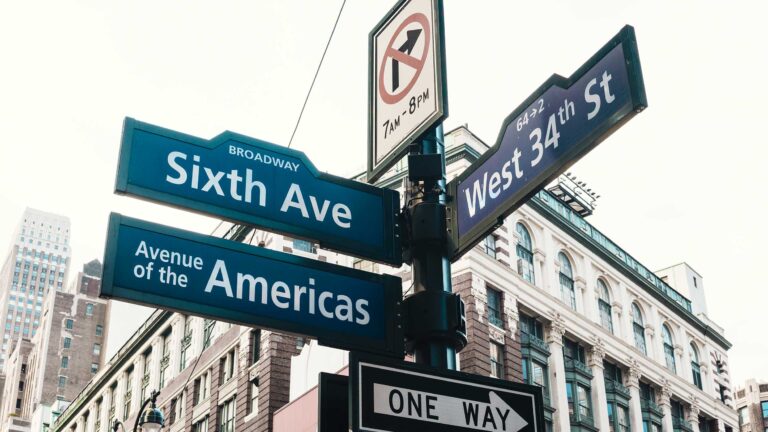 7AM - 8PM
BROADWAY
Sixth Ave
64→2
West 34th St
Avenue
of the
Americas
ONE WAY